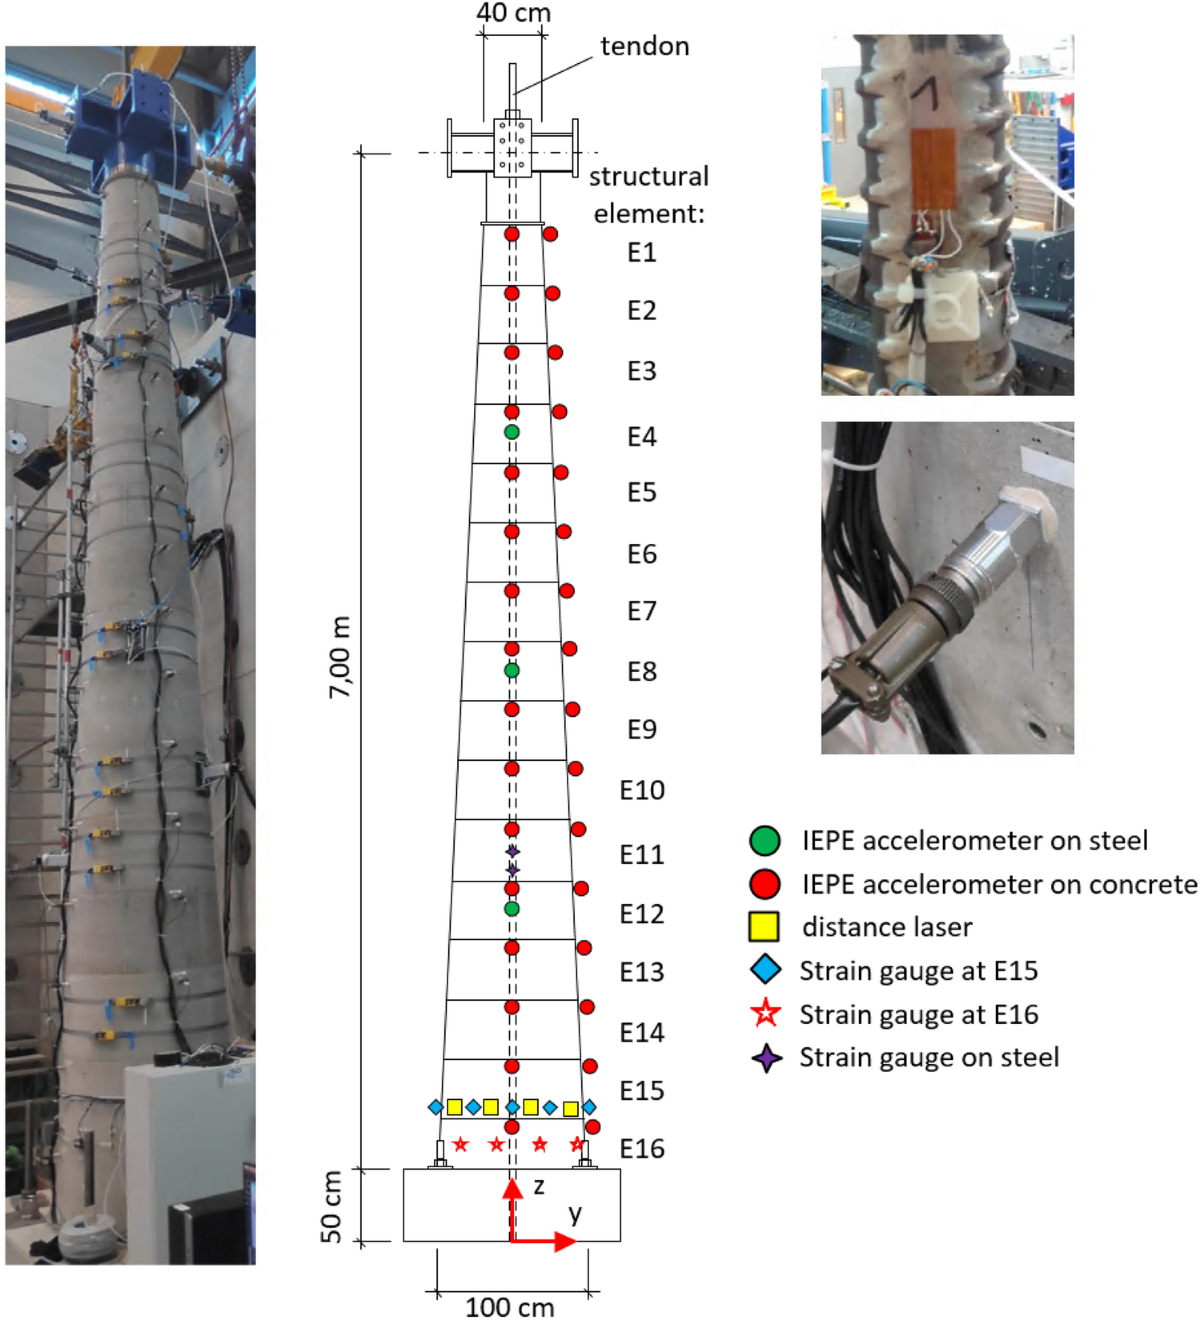 40 cm
tendon
structural
element:
E1
E2
E3
E4
E5
E6
E7
7,00 m
E8
E9
E10
E11
E12
E13
E14
E15
E16
50 cm
z
y
100 cm
1
IEPE accelerometer on steel
IEPE accelerometer on concrete
distance laser
Strain gauge at E15
Strain gauge at E16
Strain gauge on steel